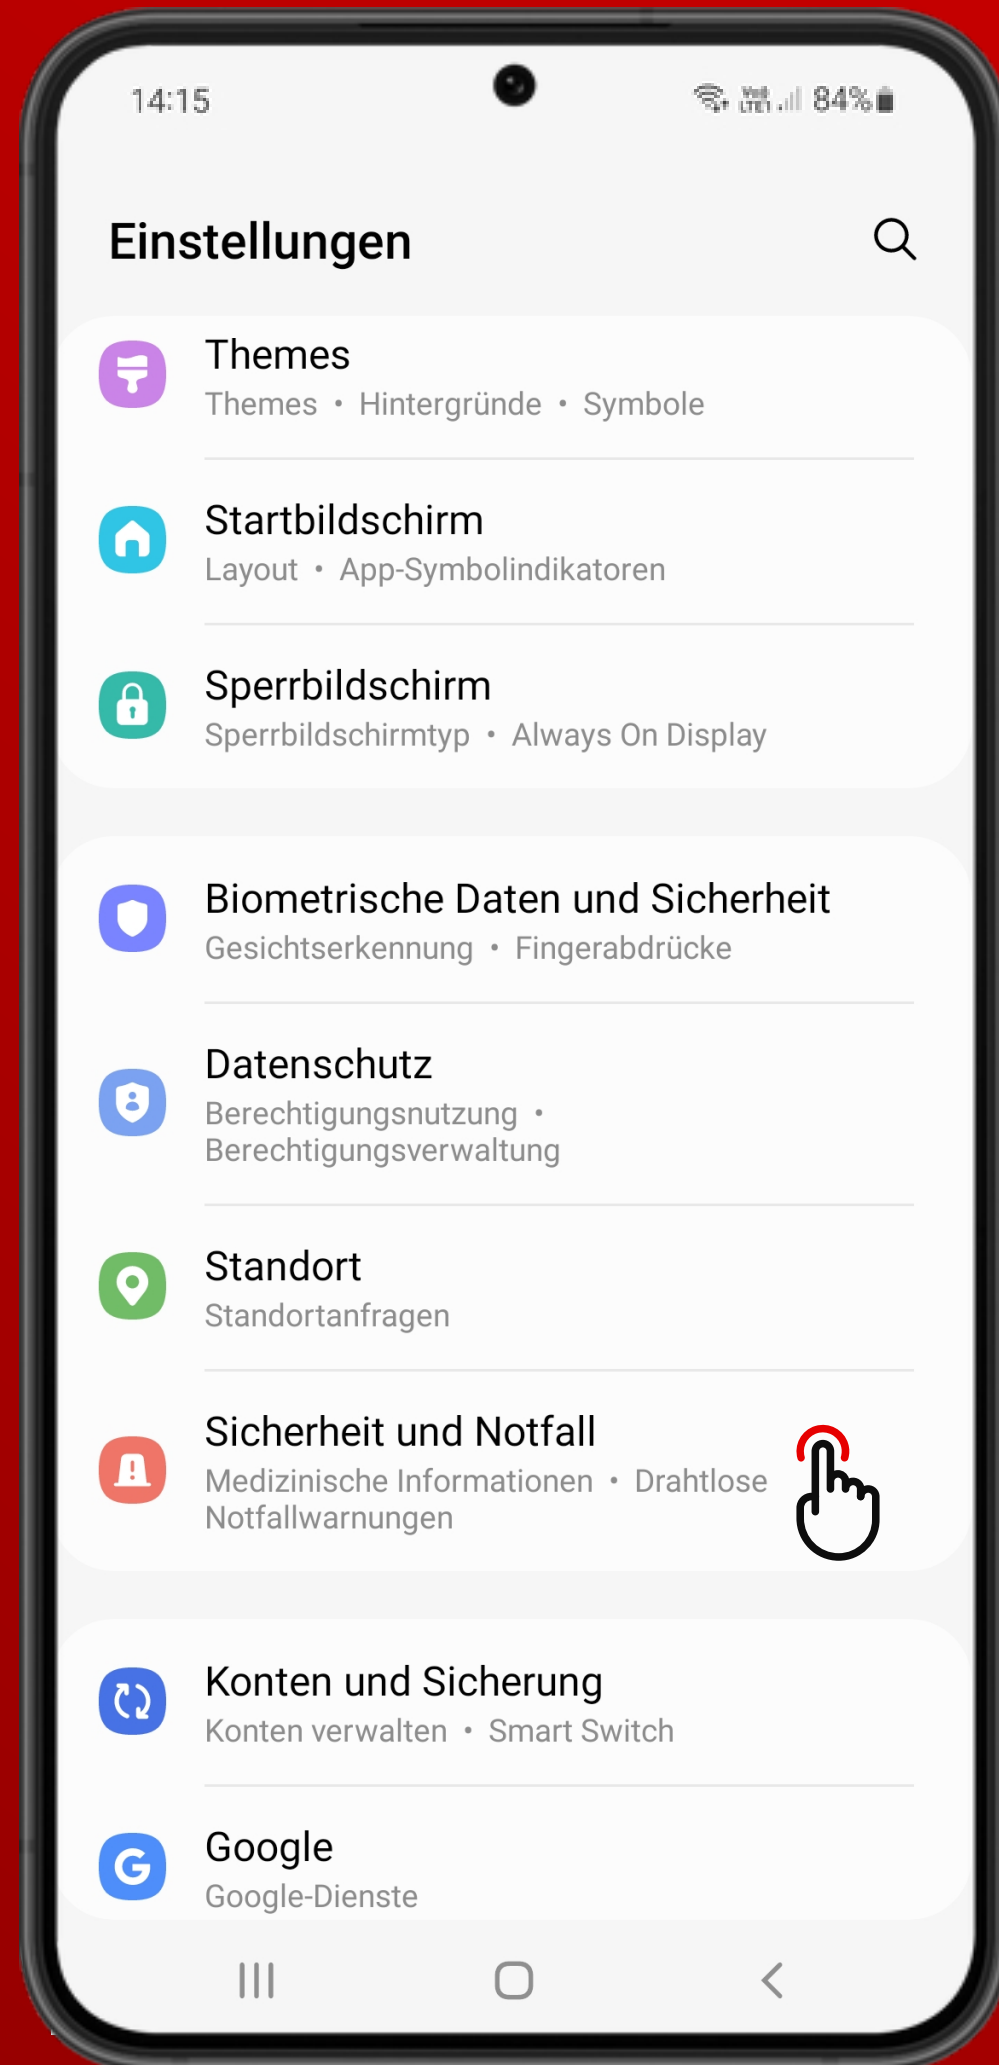 14:15
Vo)) LTE1 84%
Einstellungen
Themes
Themes • Hintergründe • Symbole
Startbildschirm
Layout • App-Symbolindikatoren
Sperrbildschirm
Sperrbildschirmtyp • Always On Display
Biometrische Daten und Sicherheit
Gesichtserkennung • Fingerabdrücke
Datenschutz
Berechtigungsnutzung •
Berechtigungsverwaltung
Standort
Standortanfragen
Sicherheit und Notfall
Medizinische Informationen • Drahtlose
Notfallwarnungen
Konten und Sicherung
Konten verwalten • Smart Switch
Google
Google-Dienste